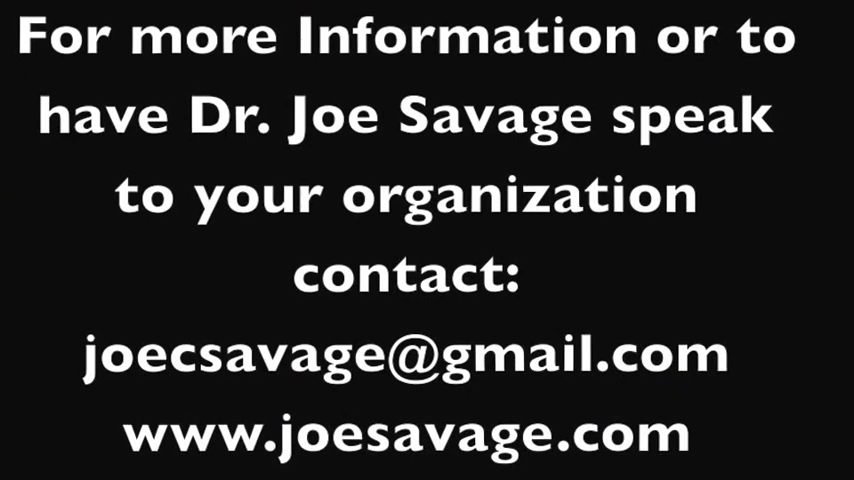 For more Information or to
have Dr. Joe Savage speak
to your organization
contact:
joecsavage@gmail.com
www.joesavage.com